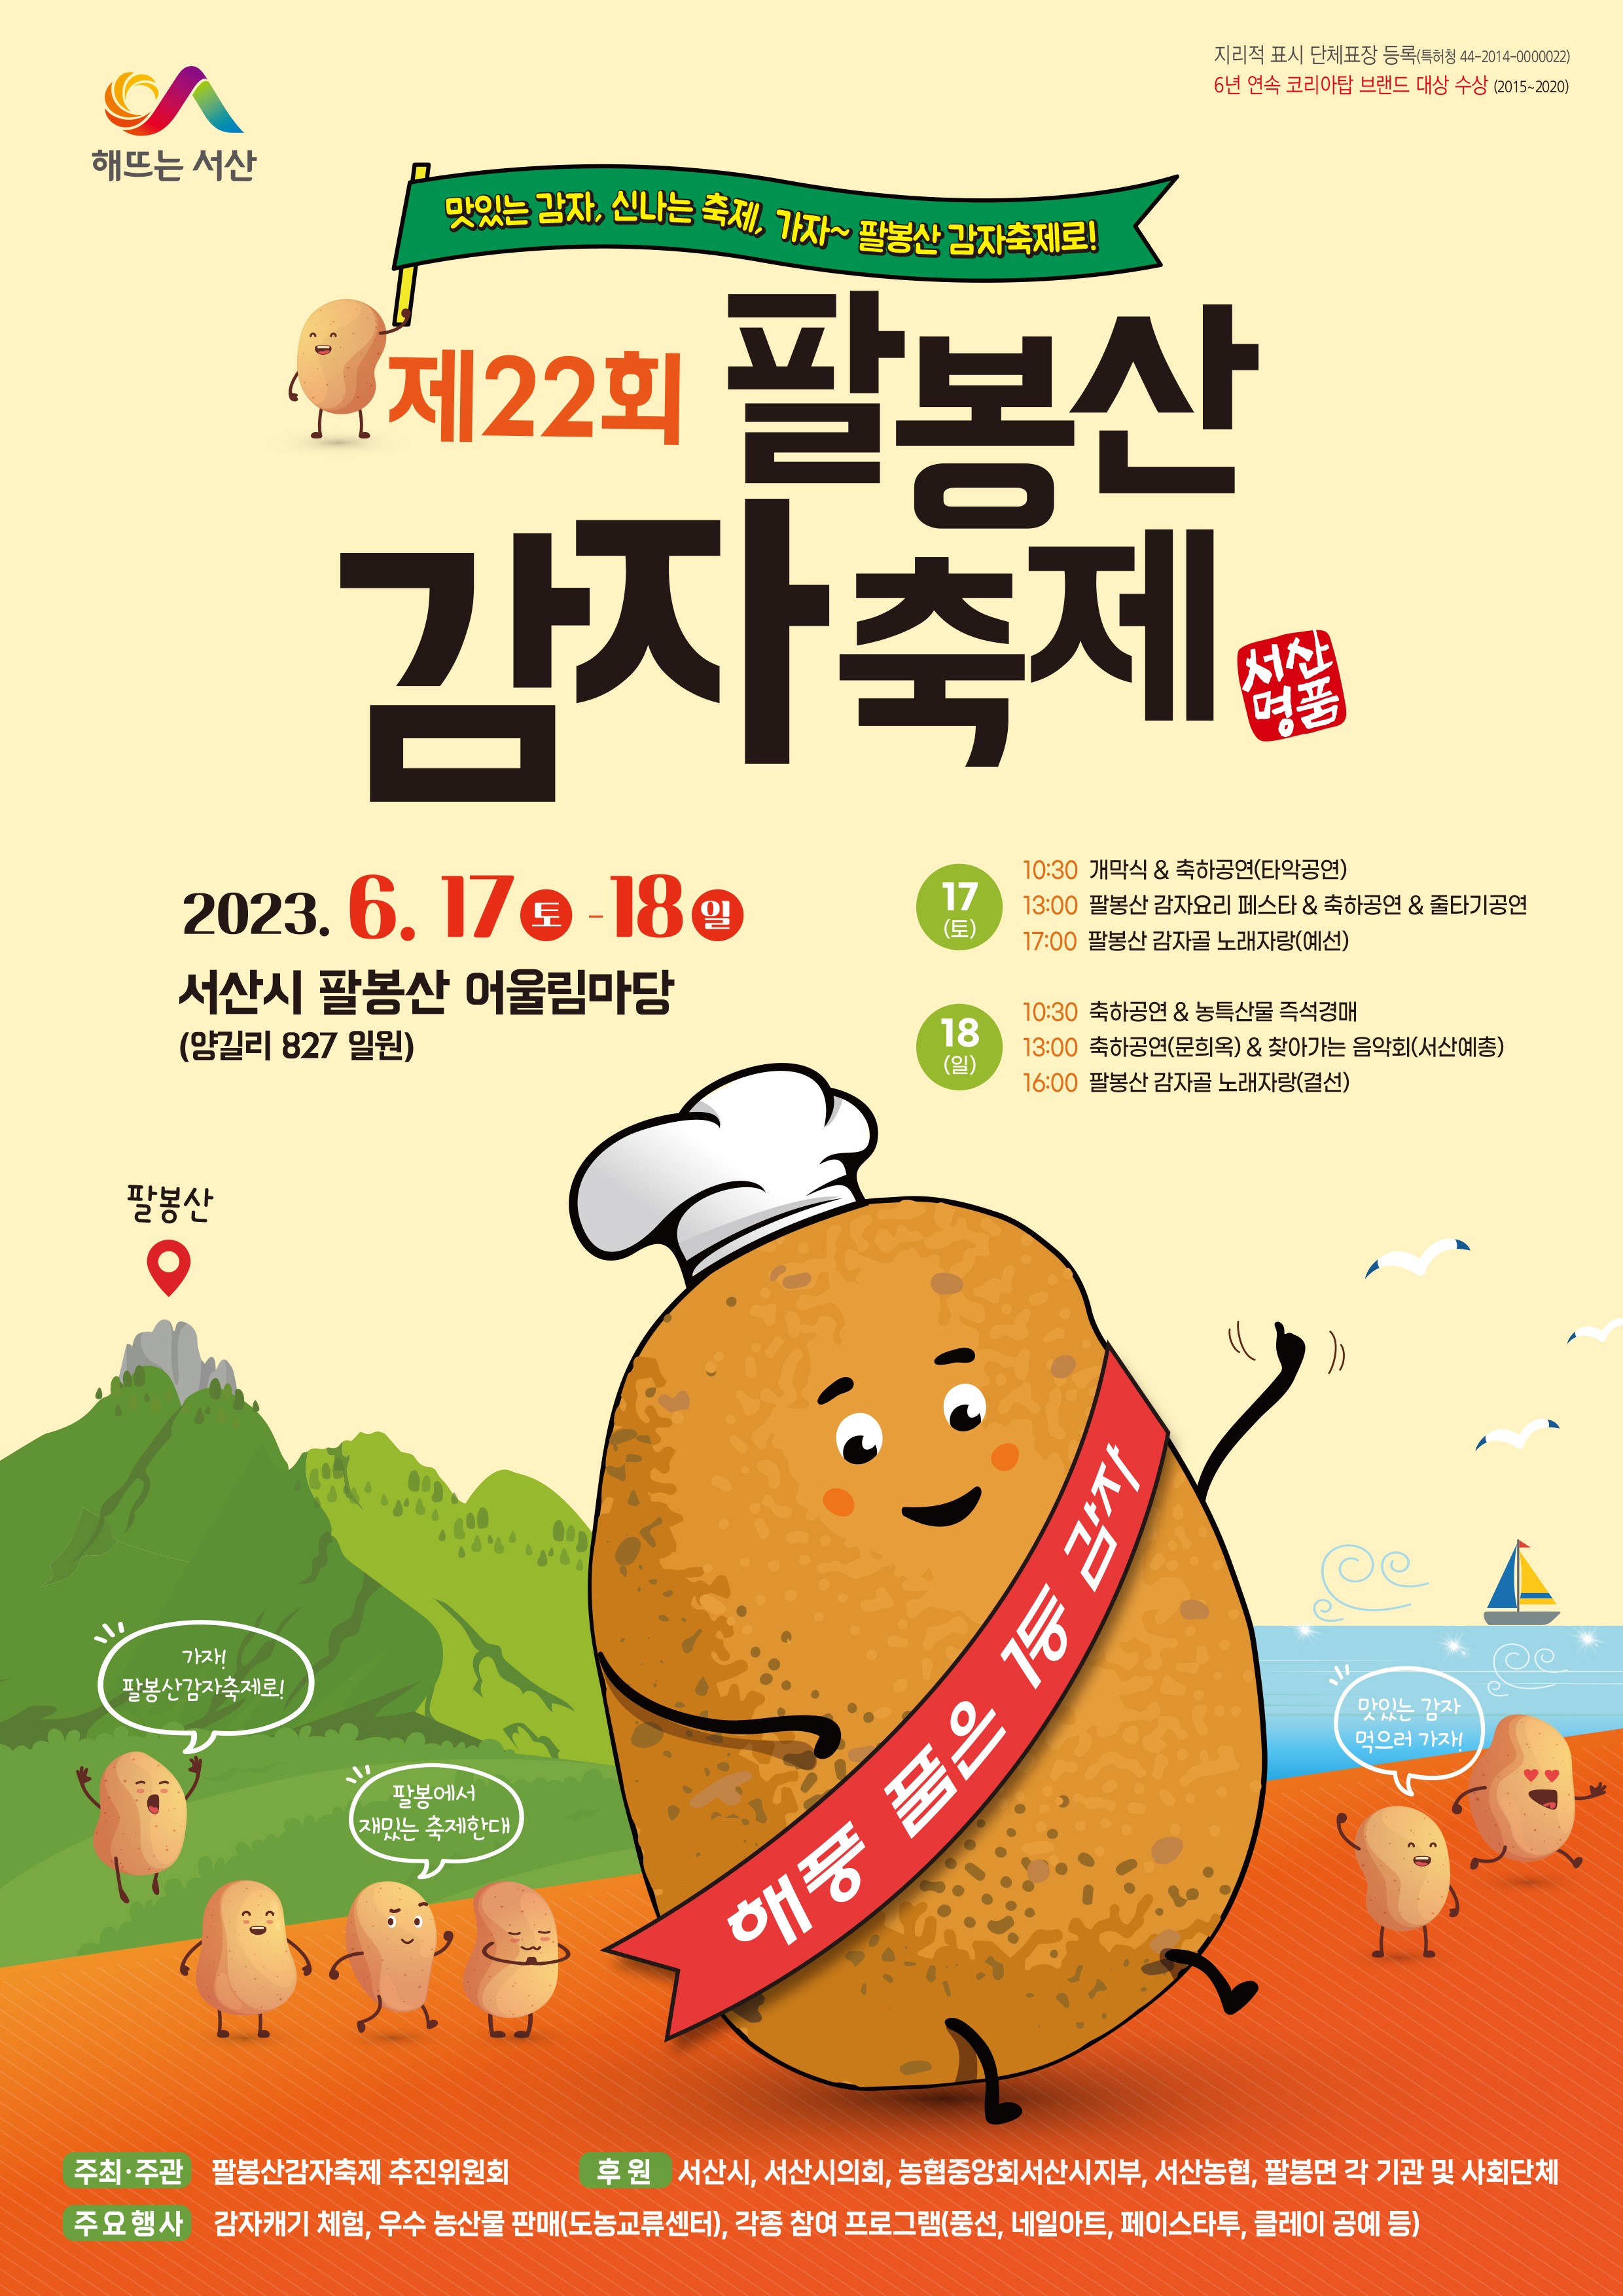 해뜨는 서산
지리적 표시 단체표장 등록(특허청 44-2014-0000022)
6년 연속 코리아탑 브랜드 대상 수상 (2015~2020)
맛있는 감자, 신나는 축제, 가자~ 팔봉산 감자축제로!
제22회 팔봉산
감자축제
서산
명품
2023. 6. 17 토 - 18 일
서산시 팔봉산 어울림마당
(양길리 827 일원)
17
(토)
10:30 개막식 & 축하공연(타악공연)
13:00 팔봉산 감자요리 페스타 & 축하공연 & 줄타기공연
17:00 팔봉산 감자골 노래자랑(예선)
18
(일)
10:30 축하공연 & 농특산물 즉석경매
13:00 축하공연(문희옥) & 찾아가는 음악회(서산예총)
16:00 팔봉산 감자골 노래자랑(결선)
팔봉산
해풍 품은 1등 감자
가자!
팔봉산감자축제로!
팔봉에서
재밌는 축제한대
맛있는 감자
먹으러 가자!
주최·주관 팔봉산감자축제 추진위원회
후 원 서산시, 서산시의회, 농협중앙회서산시지부, 서산농협, 팔봉면 각 기관 및 사회단체
주요행사 감자캐기 체험, 우수 농산물 판매(도농교류센터), 각종 참여 프로그램(풍선, 네일아트, 페이스타투, 클레이 공예 등)